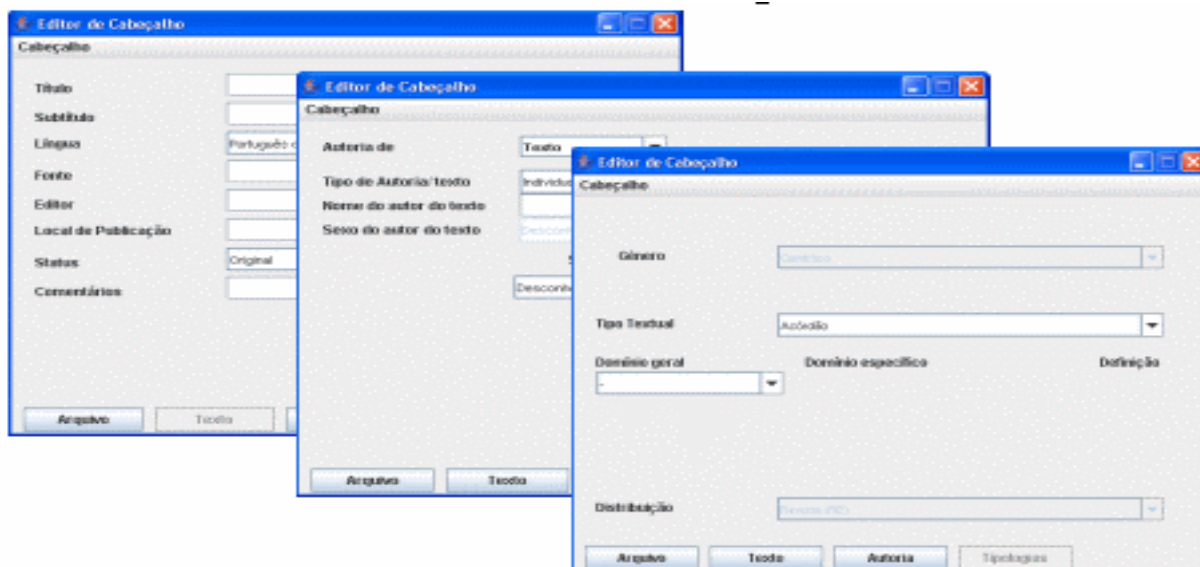 Editor de Cabeçalho
Cabeçalho
Título
Subtítulo
Língua Português
Fonte
Editor
Local de Publicação
Status Original
Comentários
Arquivo Texto
Editor de Cabeçalho
Cabeçalho
Autoria de Texto
Tipo de Autoria/texto
Nome do autor do texto
Sexo do autor do texto
Arquivo Texto
Editor de Cabeçalho
Cabeçalho
Gênero
Tipo Textual Acórdão
Domínio geral Domínio específico Definição
-
Distribuição
Arquivo Texto Autoria Tipologias